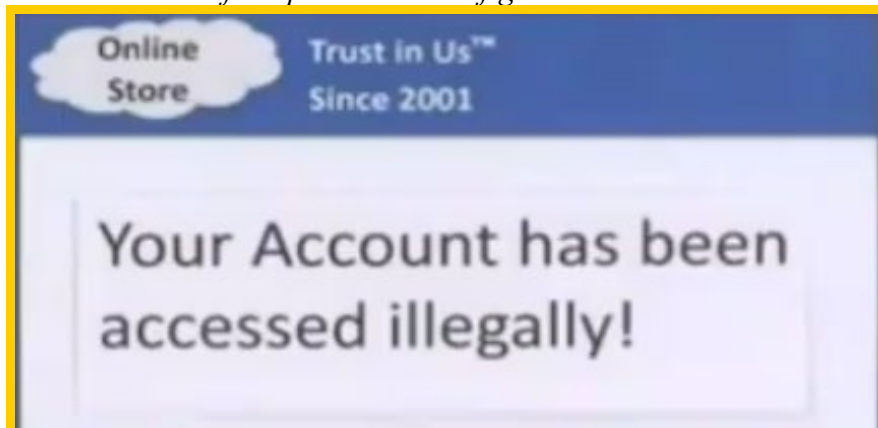 Online
Store
Trust in Us™
Since 2001
Your Account has been
accessed illegally!